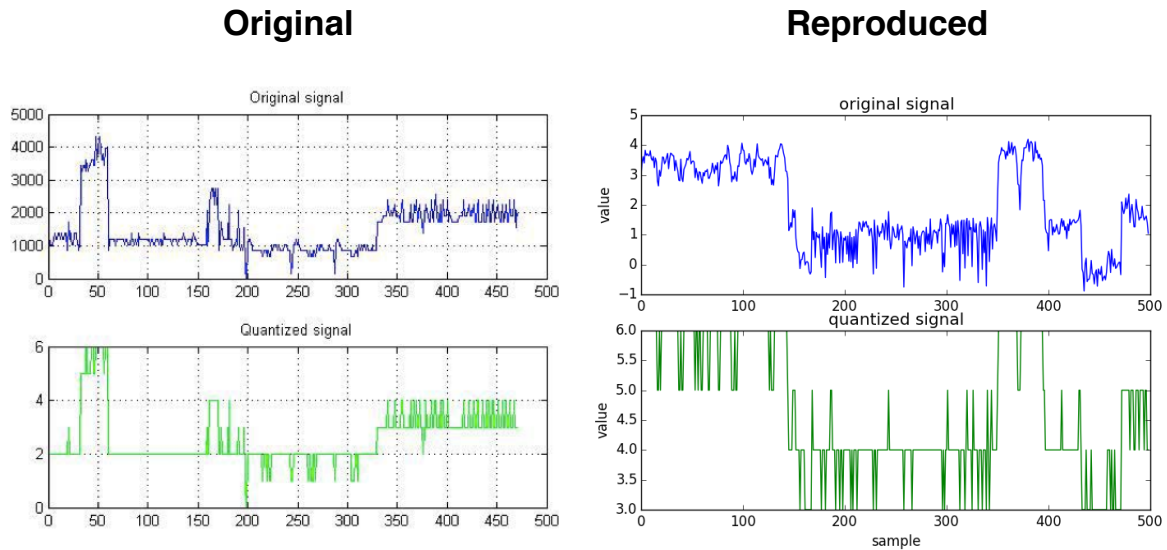 Original
Reproduced
Original signal
5000
4000
3000
2000
1000
0
0 50 100 150 200 250 300 350 400 450 500
Quantized signal
6
4
2
0
0 50 100 150 200 250 300 350 400 450 500
original signal
value
5
4
3
2
1
0
−1
0 100 200 300 400 500
quantized signal
value
6.0
5.5
5.0
4.5
4.0
3.5
3.0
0 100 200 300 400 500
sample